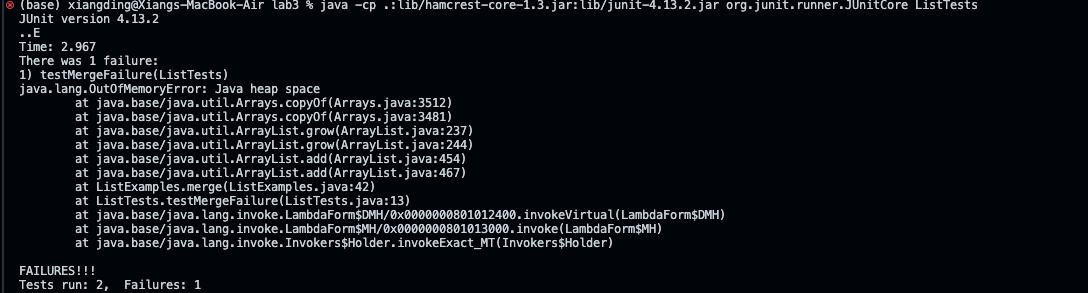 (base) xiangding@Xiangs-MacBook-Air lab3 % java -cp .:lib/hamcrest-core-1.3.jar:lib/junit-4.13.2.jar org.junit.runner.JUnitCore ListTests
JUnit version 4.13.2
..E
Time: 2.967
There was 1 failure:
1) testMergeFailure(ListTests)
java.lang.OutOfMemoryError: Java heap space
        at java.base/java.util.Arrays.copyOf(Arrays.java:3512)
        at java.base/java.util.Arrays.copyOf(Arrays.java:3481)
        at java.base/java.util.ArrayList.grow(ArrayList.java:237)
        at java.base/java.util.ArrayList.grow(ArrayList.java:244)
        at java.base/java.util.ArrayList.add(ArrayList.java:454)
        at java.base/java.util.ArrayList.add(ArrayList.java:467)
        at ListExamples.merge(ListExamples.java:42)
        at ListTests.testMergeFailure(ListTests.java:13)
        at java.base/java.lang.invoke.LambdaForm$DMH/0x0000000801012400.invokeVirtual(LambdaForm$DMH)
        at java.base/java.lang.invoke.LambdaForm$MH/0x0000000801013000.invoke(LambdaForm$MH)
        at java.base/java.lang.invoke.Invokers$Holder.invokeExact_MT(Invokers$Holder)
FAILURES!!!
Tests run: 2,  Failures: 1